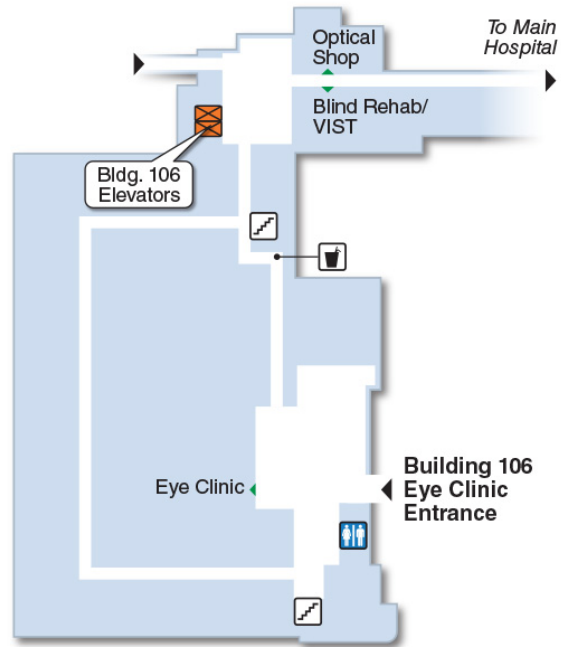 Optical
Shop
To Main
Hospital
Blind Rehab/
VIST
Bldg. 106
Elevators
Eye Clinic
Building 106
Eye Clinic
Entrance